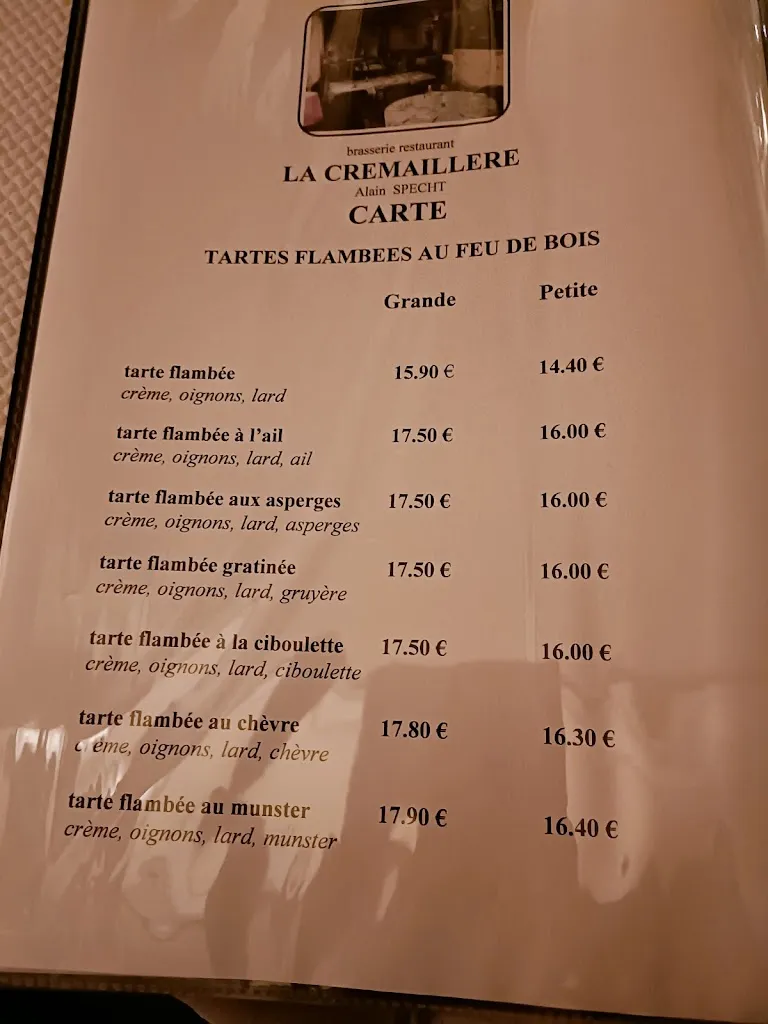 brasserie restaurant
LA CREMAILLERE
Alain SPECHT
CARTE
TARTES FLAMBEES AU FEU DE BOIS
Grande Petite
tarte flambée 15.90 € 14.40 €
crème, oignons, lard
tarte flambée à l'ail 17.50 € 16.00 €
crème, oignons, lard, ail
tarte flambée aux asperges 17.50 € 16.00 €
crème, oignons, lard, asperges
tarte flambée gratinée 17.50 € 16.00 €
crème, oignons, lard, gruyère
tarte flambée à la ciboulette 17.50 € 16.00 €
crème, oignons, lard, ciboulette
tarte flambée au chèvre 17.80 € 16.30 €
crème, oignons, lard, chèvre
tarte flambée au munster 17.90 € 16.40 €
crème, oignons, lard, munster